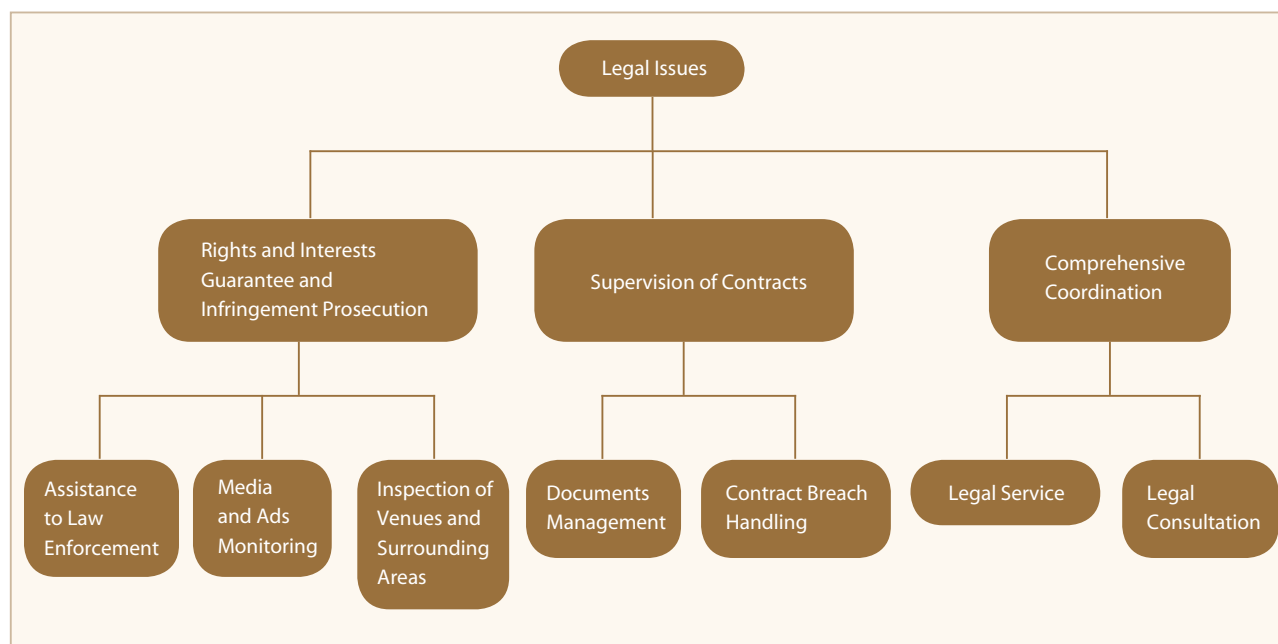 Legal Issues
Rights and Interests
Guarantee and
Infringement Prosecution
Supervision of Contracts
Comprehensive
Coordination
Assistance
to Law
Enforcement
Media
and Ads
Monitoring
Inspection of
Venues and
Surrounding
Areas
Documents
Management
Contract Breach
Handling
Legal Service
Legal
Consultation